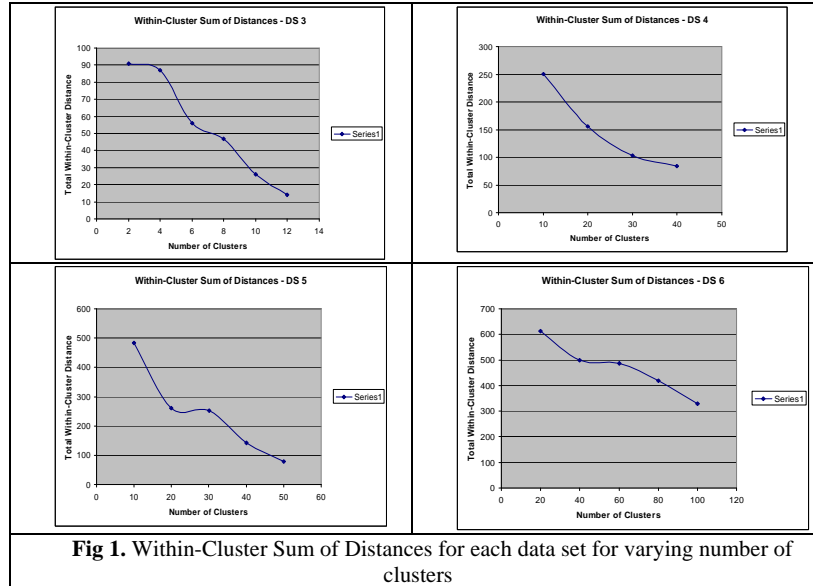 Within-Cluster Sum of Distances - DS 3
Total Within-Cluster Distance
100
90
80
70
60
50
40
30
20
10
0
0 2 4 6 8 10 12 14
Number of Clusters
Series1
Within-Cluster Sum of Distances - DS 4
Total Within-Cluster Distance
300
250
200
150
100
50
0
0 10 20 30 40 50
Number of Clusters
Series1
Within-Cluster Sum of Distances - DS 5
Total Within-Cluster Distance
600
500
400
300
200
100
0
0 10 20 30 40 50 60
Number of Clusters
Series1
Within-Cluster Sum of Distances - DS 6
Total Within-Cluster Distance
700
600
500
400
300
200
100
0
0 20 40 60 80 100 120
Number of Clusters
Series1
Fig 1. Within-Cluster Sum of Distances for each data set for varying number of
clusters